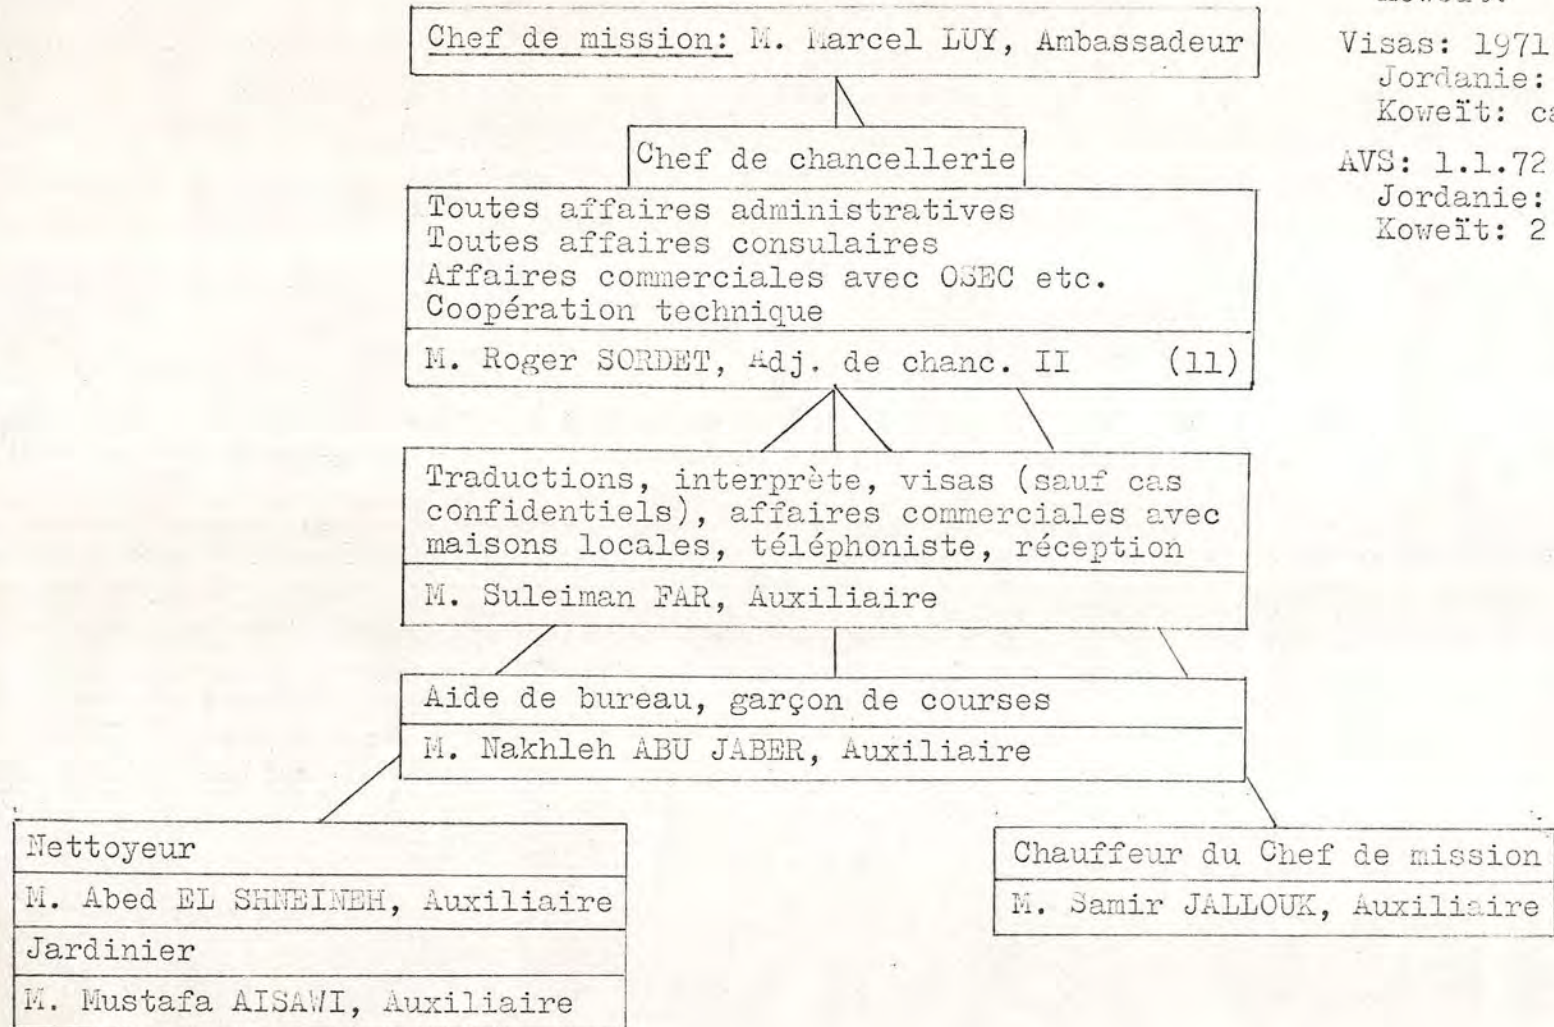 Chef de mission: M. Marcel LUY, Ambassadeur
Chef de chancellerie
Toutes affaires administratives
Toutes affaires consulaires
Affaires commerciales avec OSEC etc.
Coopération technique
M. Roger SORDET, Adj. de chanc. II (11)
Traductions, interprète, visas (sauf cas
confidentiels), affaires commerciales avec
maisons locales, téléphoniste, réception
M. Suleiman FAR, Auxiliaire
Aide de bureau, garçon de courses
M. Nakhleh ABU JABER, Auxiliaire
Nettoyeur
M. Abed EL SHNEINEH, Auxiliaire
Jardinier
M. Mustafa AISAWI, Auxiliaire
Chauffeur du Chef de mission
M. Samir JALLOUK, Auxiliaire
Visas: 1971
Jordanie:
Koweït:
AVS: 1.1.72
Jordanie:
Koweït: 2